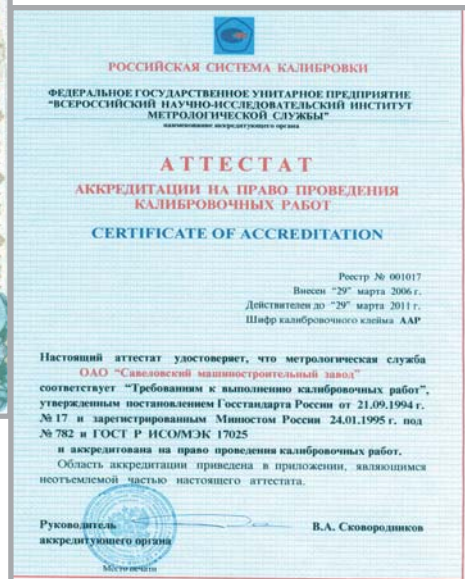 РОССИЙСКАЯ СИСТЕМА КАЛИБРОВКИ
ФЕДЕРАЛЬНОЕ ГОСУДАРСТВЕННОЕ УНИТАРНОЕ ПРЕДПРИЯТИЕ
"ВСЕРОССИЙСКИЙ НАУЧНО-ИССЛЕДОВАТЕЛЬСКИЙ ИНСТИТУТ
МЕТРОЛОГИЧЕСКОЙ СЛУЖБЫ"
наименование аккредитующего органа
АТТЕСТАТ
АККРЕДИТАЦИИ НА ПРАВО ПРОВЕДЕНИЯ
КАЛИБРОВОЧНЫХ РАБОТ
CERTIFICATE OF ACCREDITATION
Реестр № 001017
Внесен "29" марта 2006 г.
Действителен до "29" марта 2011 г.
Шифр калибровочного клейма ААР
Настоящий аттестат удостоверяет, что метрологическая служба
ОАО "Савеловский машиностроительный завод"
соответствует "Требованиям к выполнению калибровочных работ",
утвержденным постановлением Госстандарта России от 21.09.1994 г.
№ 17 и зарегистрированным Минюстом России 24.01.1995 г. под
№ 782 и ГОСТ Р ИСО/МЭК 17025
и аккредитована на право проведения калибровочных работ.
Область аккредитации приведена в приложении, являющимся
неотъемлемой частью настоящего аттестата.
Руководитель
аккредитующего органа
В.А. Сковородников
Место печати